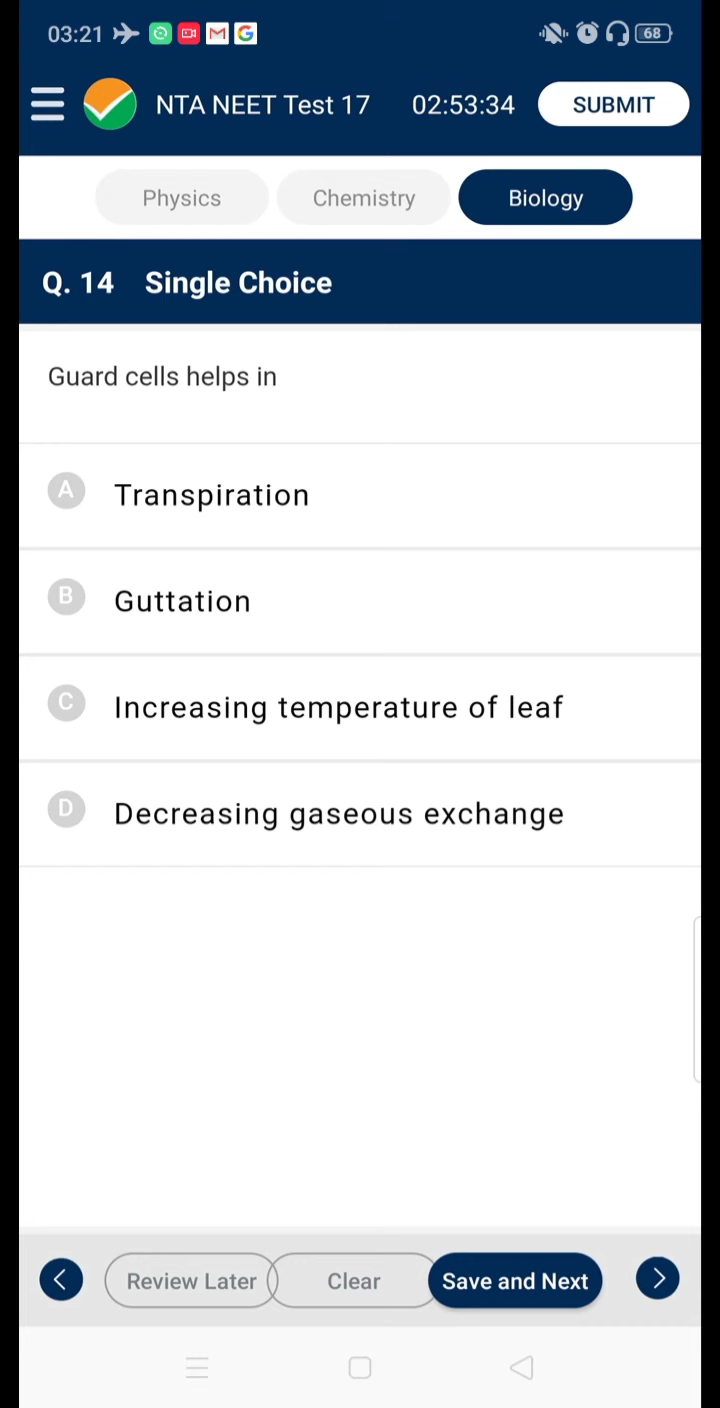 03:21 68
NTA NEET Test 17 02:53:34 SUBMIT
Physics Chemistry Biology
Q. 14 Single Choice
Guard cells helps in
A Transpiration
B Guttation
C Increasing temperature of leaf
D Decreasing gaseous exchange
Review Later Clear Save and Next